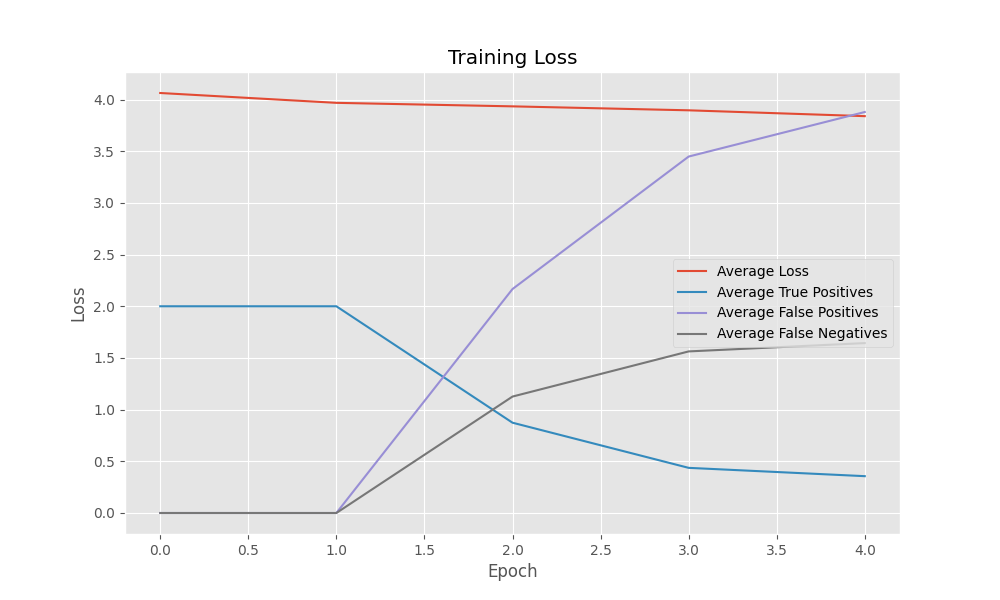 Training Loss
Loss
4.0
3.5
3.0
2.5
2.0
1.5
1.0
0.5
0.0
Average Loss
Average True Positives
Average False Positives
Average False Negatives
0.0 0.5 1.0 1.5 2.0 2.5 3.0 3.5 4.0
Epoch